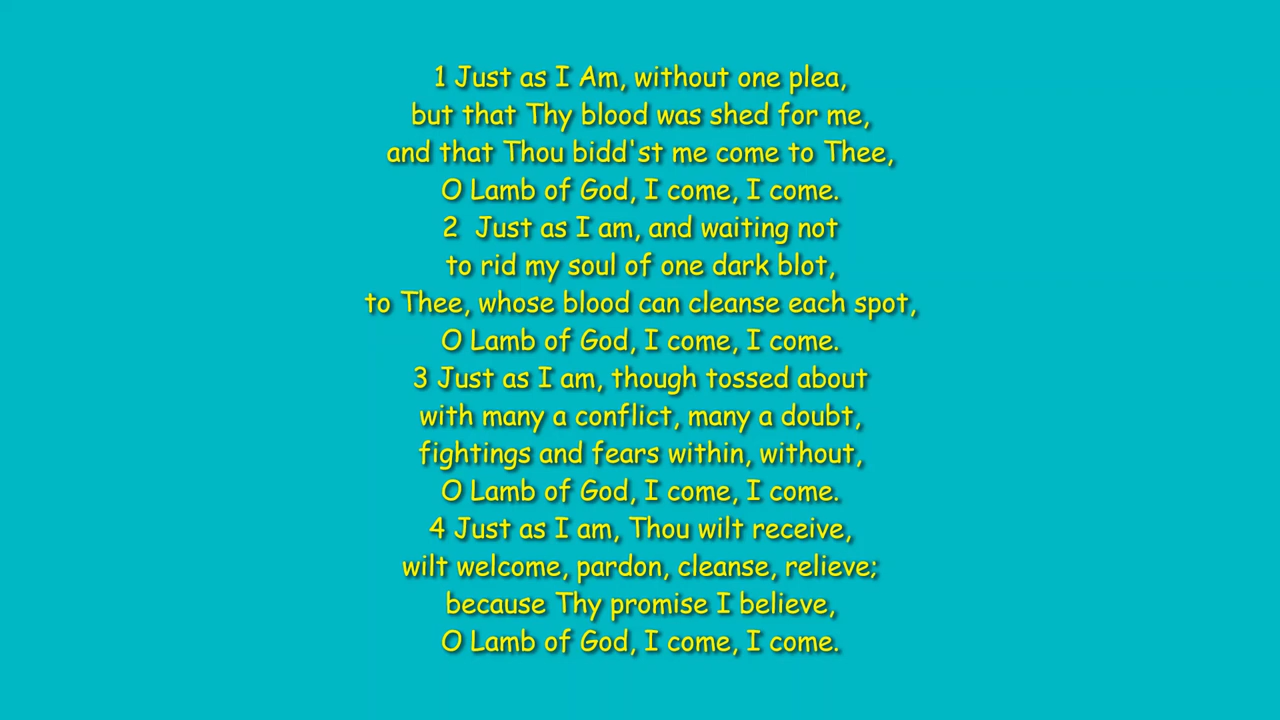 1 Just as I Am, without one plea,
but that Thy blood was shed for me,
and that Thou bidd'st me come to Thee,
O Lamb of God, I come, I come.
2  Just as I am, and waiting not
to rid my soul of one dark blot,
to Thee, whose blood can cleanse each spot,
O Lamb of God, I come, I come.
3 Just as I am, though tossed about
with many a conflict, many a doubt,
fightings and fears within, without,
O Lamb of God, I come, I come.
4 Just as I am, Thou wilt receive,
wilt welcome, pardon, cleanse, relieve;
because Thy promise I believe,
O Lamb of God, I come, I come.